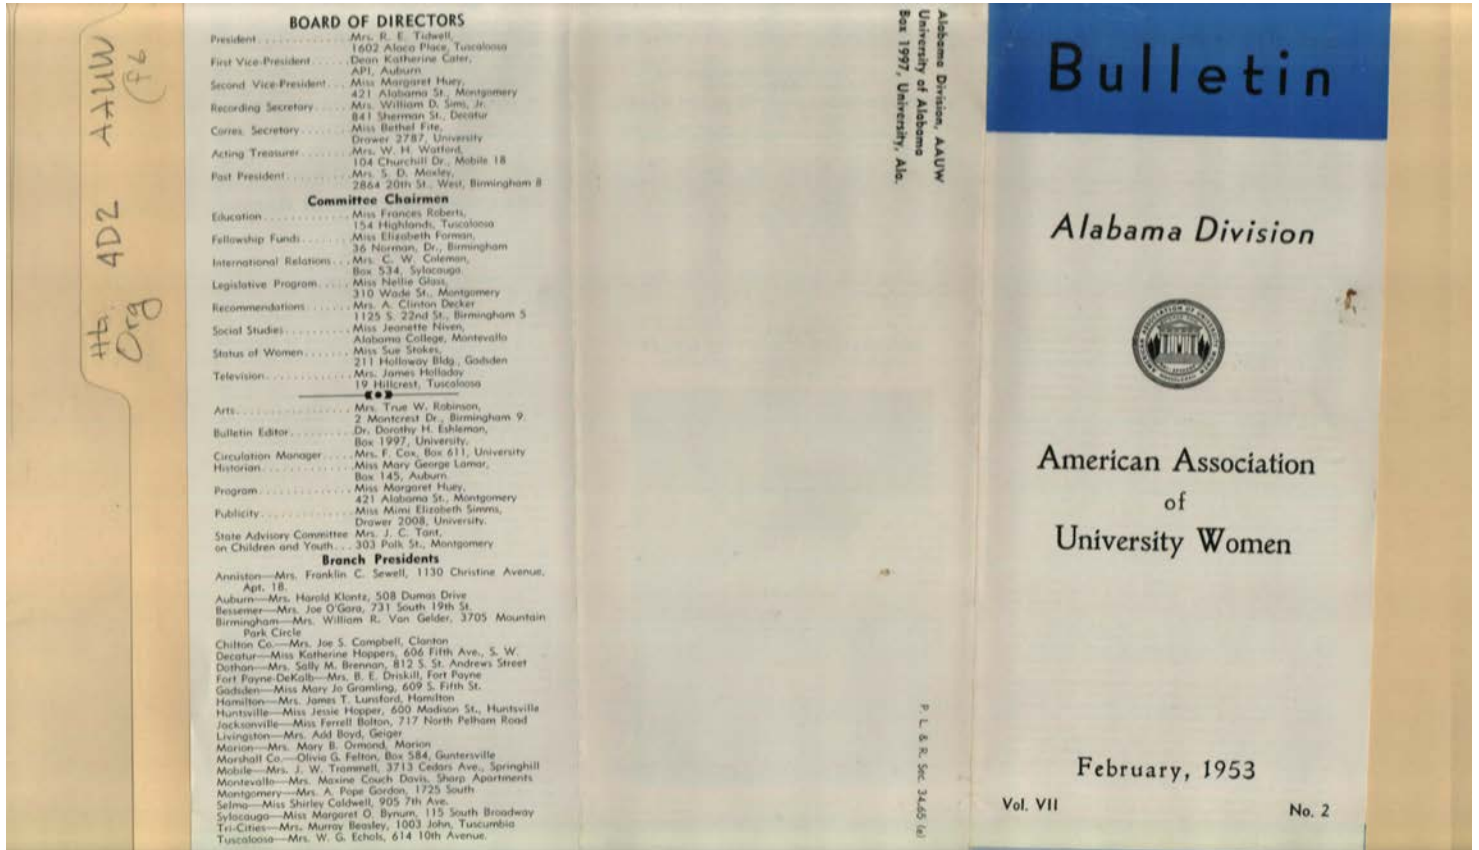 Hti. 4D2 AAUW
Org (f6
BOARD OF DIRECTORS
President . . . . . . . . . . . . . . Mrs. R. E. Tidwell,
1602 Alaca Place, Tuscaloosa
First Vice-President . . . . . . Dean Katherine Cater,
API, Auburn
Second Vice-President . . . Miss Margaret Huey,
421 Alabama St., Montgomery
Recording Secretary . . . . . Mrs. William D. Sims, Jr.
841 Sherman St., Decatur
Corres. Secretary . . . . . . . Miss Bethel Fite,
Drawer 2787, University
Acting Treasurer . . . . . . . . Mrs. W. H. Watford,
104 Churchill Dr., Mobile 18
Past President . . . . . . . . . . Mrs. S. D. Moxley,
2864 20th St., West, Birmingham 8
Committee Chairmen
Education . . . . . . . . . . . . . Miss Frances Roberts,
154 Highlands, Tuscaloosa
Fellowship Funds . . . . . . . Miss Elizabeth Forman,
36 Norman, Dr., Birmingham
International Relations . . . Mrs. C. W. Coleman,
Box 534, Sylacauga
Legislative Program . . . . . Miss Nellie Glass,
310 Wade St., Montgomery
Recommendations . . . . . . . Mrs. A. Clinton Decker
1125 S. 22nd St., Birmingham 5
Social Studies . . . . . . . . . . Miss Jeanette Niven,
Alabama College, Montevallo
Status of Women . . . . . . . Miss Sue Stokes,
211 Holloway Bldg., Gadsden
Television . . . . . . . . . . . . . Mrs. James Holladay
19 Hillcrest, Tuscaloosa
Arts . . . . . . . . . . . . . . . . . . Mrs. True W. Robinson,
2 Montcrest Dr., Birmingham 9.
Bulletin Editor . . . . . . . . . . Dr. Dorothy H. Eshleman,
Box 1997, University.
Circulation Manager . . . . . Mrs. F. Cox, Box 611, University
Historian . . . . . . . . . . . . . . Miss Mary George Lamar,
Box 145, Auburn.
Program . . . . . . . . . . . . . . Miss Margaret Huey,
421 Alabama St., Montgomery
Publicity . . . . . . . . . . . . . . Miss Mimi Elizabeth Simms,
Drawer 2008, University.
State Advisory Committee Mrs. J. C. Tant,
on Children and Youth . . . 303 Polk St., Montgomery
Branch Presidents
Anniston—Mrs. Franklin C. Sewell, 1130 Christine Avenue,
Apt. 18.
Auburn—Mrs. Harold Klontz, 508 Dumas Drive
Bessemer—Mrs. Joe O'Gara, 731 South 19th St.
Birmingham—Mrs. William R. Van Gelder, 3705 Mountain
Park Circle
Chilton Co.—Mrs. Joe S. Campbell, Clanton
Decatur—Miss Katherine Hoppers, 606 Fifth Ave., S. W.
Dothan—Mrs. Sally M. Brennan, 812 S. St. Andrews Street
Fort Payne-DeKalb—Mrs. B. E. Driskill, Fort Payne
Gadsden—Miss Mary Jo Gramling, 609 S. Fifth St.
Hamilton—Mrs. James T. Lunsford, Hamilton
Huntsville—Miss Jessie Hopper, 600 Madison St., Huntsville
Jacksonville—Miss Ferrell Bolton, 717 North Pelham Road
Livingston—Mrs. Add Boyd, Geiger
Marion—Mrs. Mary B. Ormond, Marion
Marshall Co.—Olivia G. Felton, Box 584, Guntersville
Mobile—Mrs. J. W. Trammell, 3713 Cedars Ave., Springhill
Montevallo—Mrs. Maxine Couch Davis, Sharp Apartments
Montgomery—Mrs. A. Pope Gordon, 1725 South
Selma—Miss Shirley Caldwell, 905 7th Ave.
Sylacauga—Miss Margaret O. Bynum, 115 South Broadway
Tri-Cities—Mrs. Murray Beasley, 1003 John, Tuscumbia
Tuscaloosa—Mrs. W. G. Echols, 614 10th Avenue.
Alabama Division, AAUW
University of Alabama
Box 1997, University, Ala.
P. L. & R. Sec. 34.65 (e)
Bulletin
Alabama Division
American Association
of
University Women
February, 1953
Vol. VII
No. 2